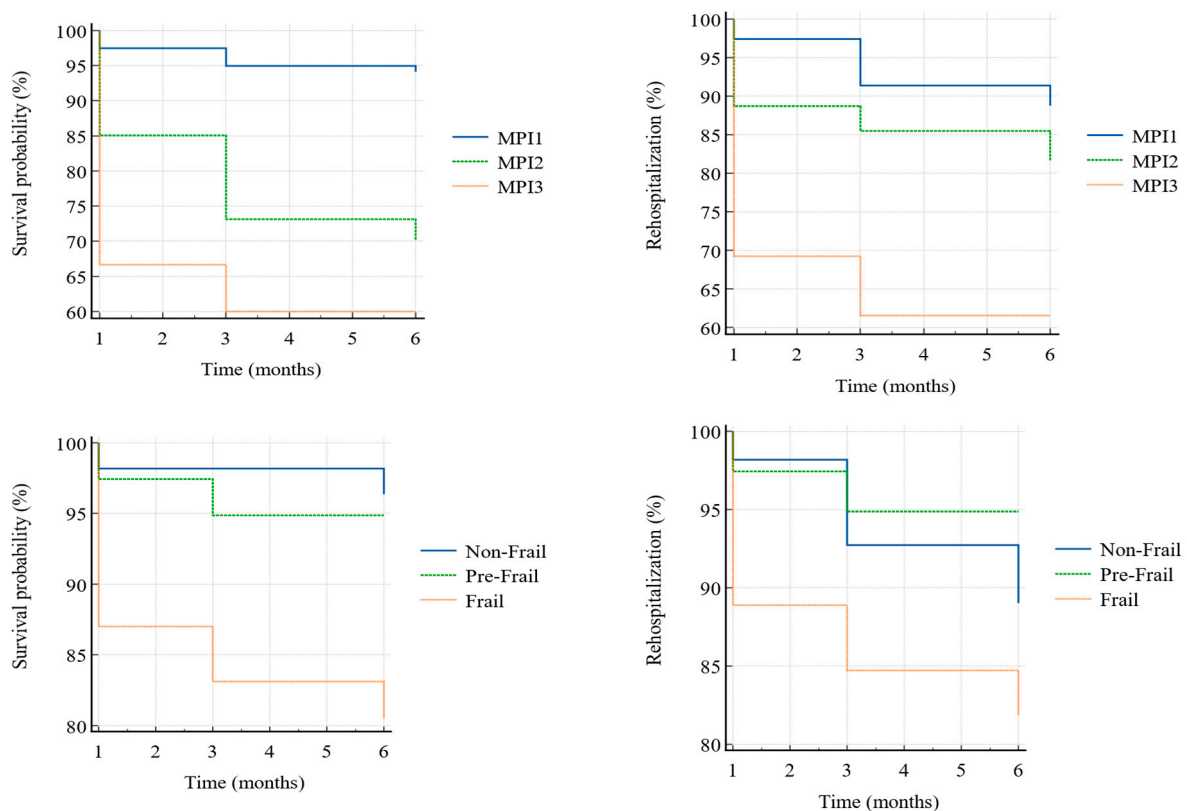 Survival probability (%)
100
95
90
85
80
75
70
65
60
1 2 3 4 5 6
Time (months)
MPI1
MPI2
MPI3
Rehospitalization (%)
100
95
90
85
80
75
70
65
60
1 2 3 4 5 6
Time (months)
MPI1
MPI2
MPI3
Survival probability (%)
100
95
90
85
80
1 2 3 4 5 6
Time (months)
Non-Frail
Pre-Frail
Frail
Rehospitalization (%)
100
95
90
85
80
1 2 3 4 5 6
Time (months)
Non-Frail
Pre-Frail
Frail